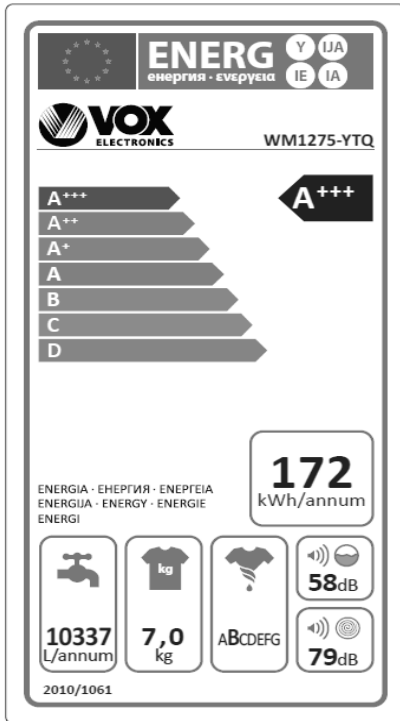 ENERG Y IJA
енергия · ενεργεια IE IA
VOX
ELECTRONICS
WM1275-YTQ
A+++
A+++
A++
A+
A
B
C
D
172
kWh/annum
ENERGIA · ЕНЕРГИЯ · ΕΝΕΡΓΕΙΑ
ENERGIJA · ENERGY · ENERGIE
ENERGI
10337
L/annum
kg
7,0
kg
ABCDEFG
58dB
79dB
2010/1061